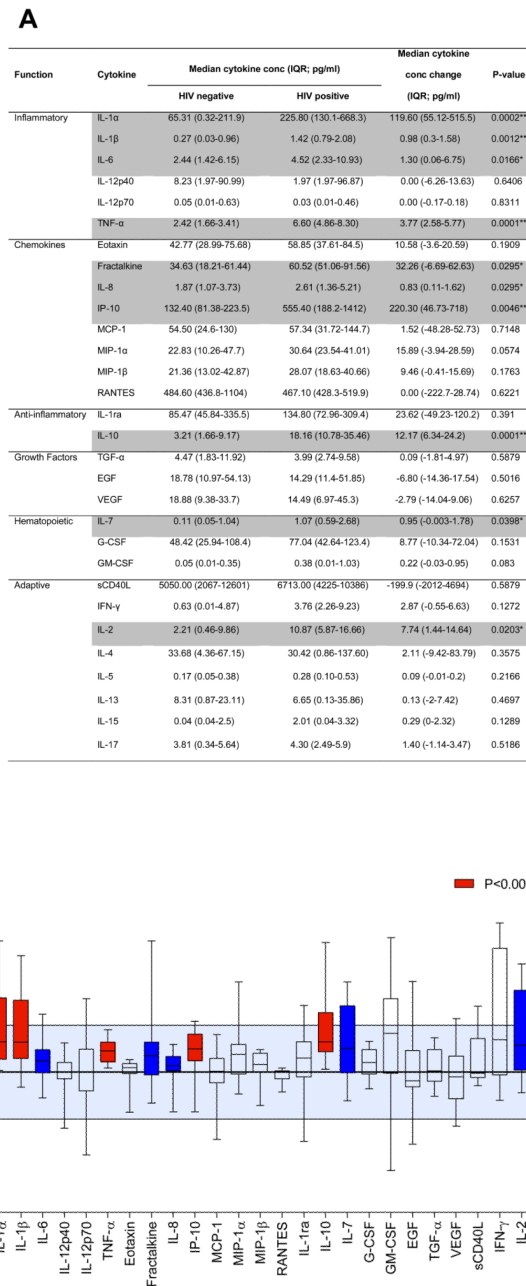 A
Function Cytokine Median cytokine conc (IQR; pg/ml) Median cytokine conc change (IQR; pg/ml) P-value
HIV negative HIV positive
Inflammatory IL-1α 65.31 (0.32-211.9) 225.80 (130.1-668.3) 119.60 (55.12-515.5) 0.0002**
IL-1β 0.27 (0.03-0.96) 1.42 (0.79-2.08) 0.98 (0.3-1.58) 0.0012**
IL-6 2.44 (1.42-6.15) 4.52 (2.33-10.93) 1.30 (0.06-6.75) 0.0166*
IL-12p40 8.23 (1.97-90.99) 1.97 (1.97-96.87) 0.00 (-6.26-13.63) 0.6406
IL-12p70 0.05 (0.01-0.63) 0.03 (0.01-0.46) 0.00 (-0.17-0.18) 0.8311
TNF-α 2.42 (1.66-3.41) 6.60 (4.86-8.30) 3.77 (2.58-5.77) 0.0001**
Chemokines Eotaxin 42.77 (28.99-75.68) 58.85 (37.61-84.5) 10.58 (-3.6-20.59) 0.1909
Fractalkine 34.63 (18.21-61.44) 60.52 (51.06-91.56) 32.26 (-6.69-62.63) 0.0295*
IL-8 1.87 (1.07-3.73) 2.61 (1.36-5.21) 0.83 (0.11-1.62) 0.0295*
IP-10 132.40 (81.38-223.5) 555.40 (188.2-1412) 220.30 (46.73-718) 0.0046**
MCP-1 54.50 (24.6-130) 57.34 (31.72-144.7) 1.52 (-48.28-52.73) 0.7148
MIP-1α 22.83 (10.26-47.7) 30.64 (23.54-41.01) 15.89 (-3.94-28.59) 0.0574
MIP-1β 21.36 (13.02-42.87) 28.07 (18.63-40.66) 9.46 (-0.41-15.69) 0.1763
RANTES 484.60 (436.8-1104) 467.10 (428.3-519.9) 0.00 (-222.7-28.74) 0.6221
Anti-inflammatory IL-1ra 85.47 (45.84-335.5) 134.80 (72.96-309.4) 23.62 (-49.23-120.2) 0.391
IL-10 3.21 (1.66-9.17) 18.16 (10.78-35.46) 12.17 (6.34-24.2) 0.0001**
Growth Factors TGF-α 4.47 (1.83-11.92) 3.99 (2.74-9.58) 0.09 (-1.81-4.97) 0.5879
EGF 18.78 (10.97-54.13) 14.29 (11.4-51.85) -6.80 (-14.36-17.54) 0.5016
VEGF 18.88 (9.38-33.7) 14.49 (6.97-45.3) -2.79 (-14.04-9.06) 0.6257
Hematopoietic IL-7 0.11 (0.05-1.04) 1.07 (0.59-2.68) 0.95 (-0.003-1.78) 0.0398*
G-CSF 48.42 (25.94-108.4) 77.04 (42.64-123.4) 8.77 (-10.34-72.04) 0.1531
GM-CSF 0.05 (0.01-0.35) 0.38 (0.01-1.03) 0.22 (-0.03-0.95) 0.083
Adaptive sCD40L 5050.00 (2067-12601) 6713.00 (4225-10386) -199.9 (-2012-4694) 0.5879
IFN-γ 0.63 (0.01-4.87) 3.76 (2.26-9.23) 2.87 (-0.55-6.63) 0.1272
IL-2 2.21 (0.46-9.86) 10.87 (5.87-16.66) 7.74 (1.44-14.64) 0.0203*
IL-4 33.68 (4.36-67.15) 30.42 (0.86-137.60) 2.11 (-9.42-83.79) 0.3575
IL-5 0.17 (0.05-0.38) 0.28 (0.10-0.53) 0.09 (-0.01-0.2) 0.2166
IL-13 8.31 (0.87-23.11) 6.65 (0.13-35.86) 0.13 (-2-7.42) 0.4697
IL-15 0.04 (0.04-2.5) 2.01 (0.04-3.32) 0.29 (0-2.32) 0.1289
IL-17 3.81 (0.34-5.64) 4.30 (2.49-5.9) 1.40 (-1.14-3.47) 0.5186
P<0.00
IL-1α IL-1β IL-6 IL-12p40 IL-12p70 TNF-α Eotaxin Fractalkine IL-8 IP-10 MCP-1 MIP-1α MIP-1β RANTES IL-1ra IL-10 IL-7 G-CSF GM-CSF EGF TGF-α VEGF sCD40L IFN-γ IL-2